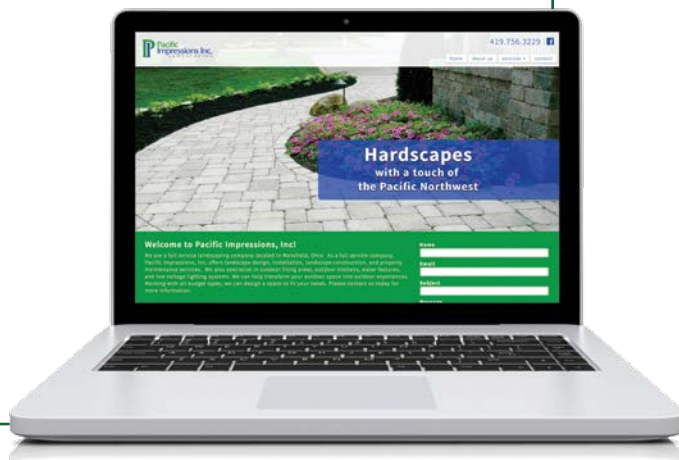 Pacific
Impressions Inc.
LANDSCAPING
419.756.3229
home about us services contact
Hardscapes
with a touch of
the Pacific Northwest
Welcome to Pacific Impressions, Inc!
We are a full service landscaping company located in Mansfield, Ohio. As a full service company,
Pacific Impressions, Inc. offers landscape design, installation, landscape construction, and property
maintenance services. We also specialize in outdoor living areas, outdoor kitchens, water features,
and low voltage lighting systems. We can help transform your outdoor space into outdoor experiences.
Working with all budget types, we can design a space to fit your needs. Please contact us today for
more information.
Name
Email
Subject
Message